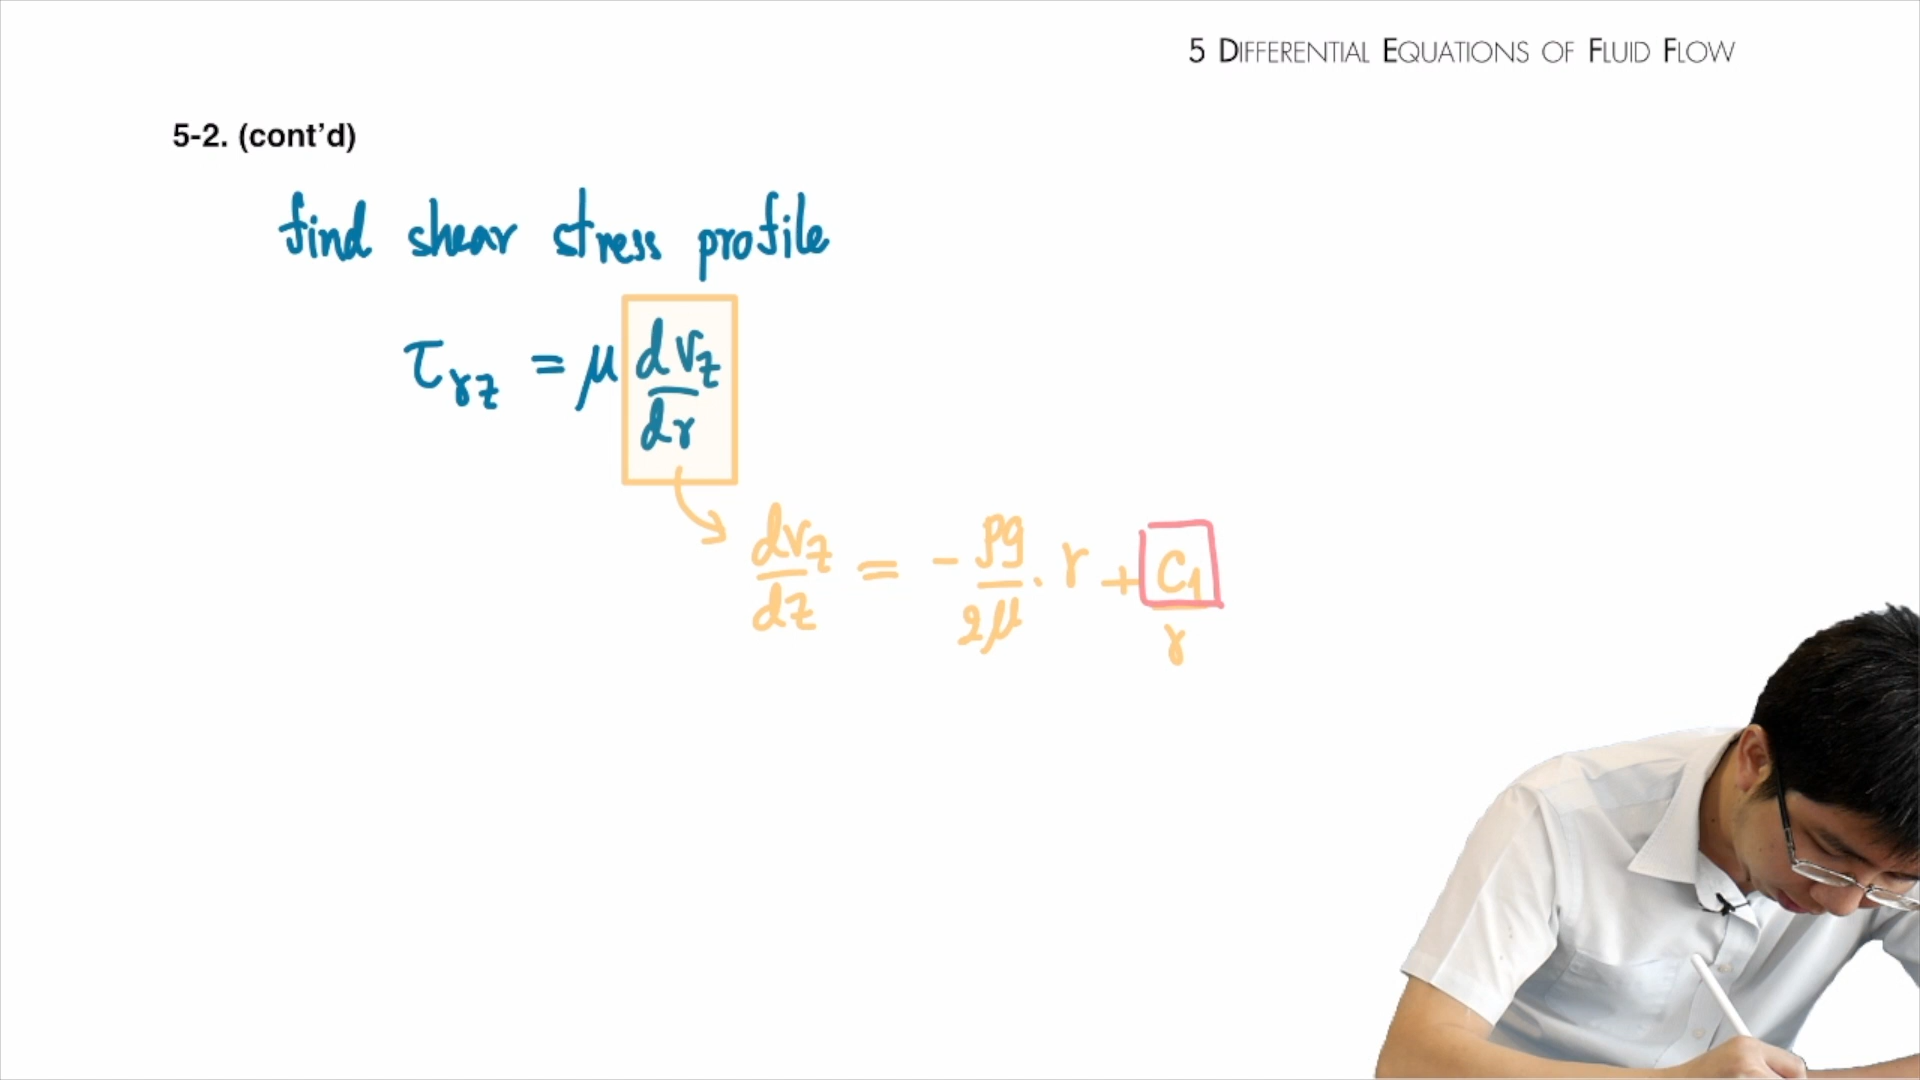 5 DIFFERENTIAL EQUATIONS OF FLUID FLOW
5-2. (cont’d)
find shear stress profile
τrz = μ dvz/dr
dvz/dz = - ρg/2μ . r + C1/r